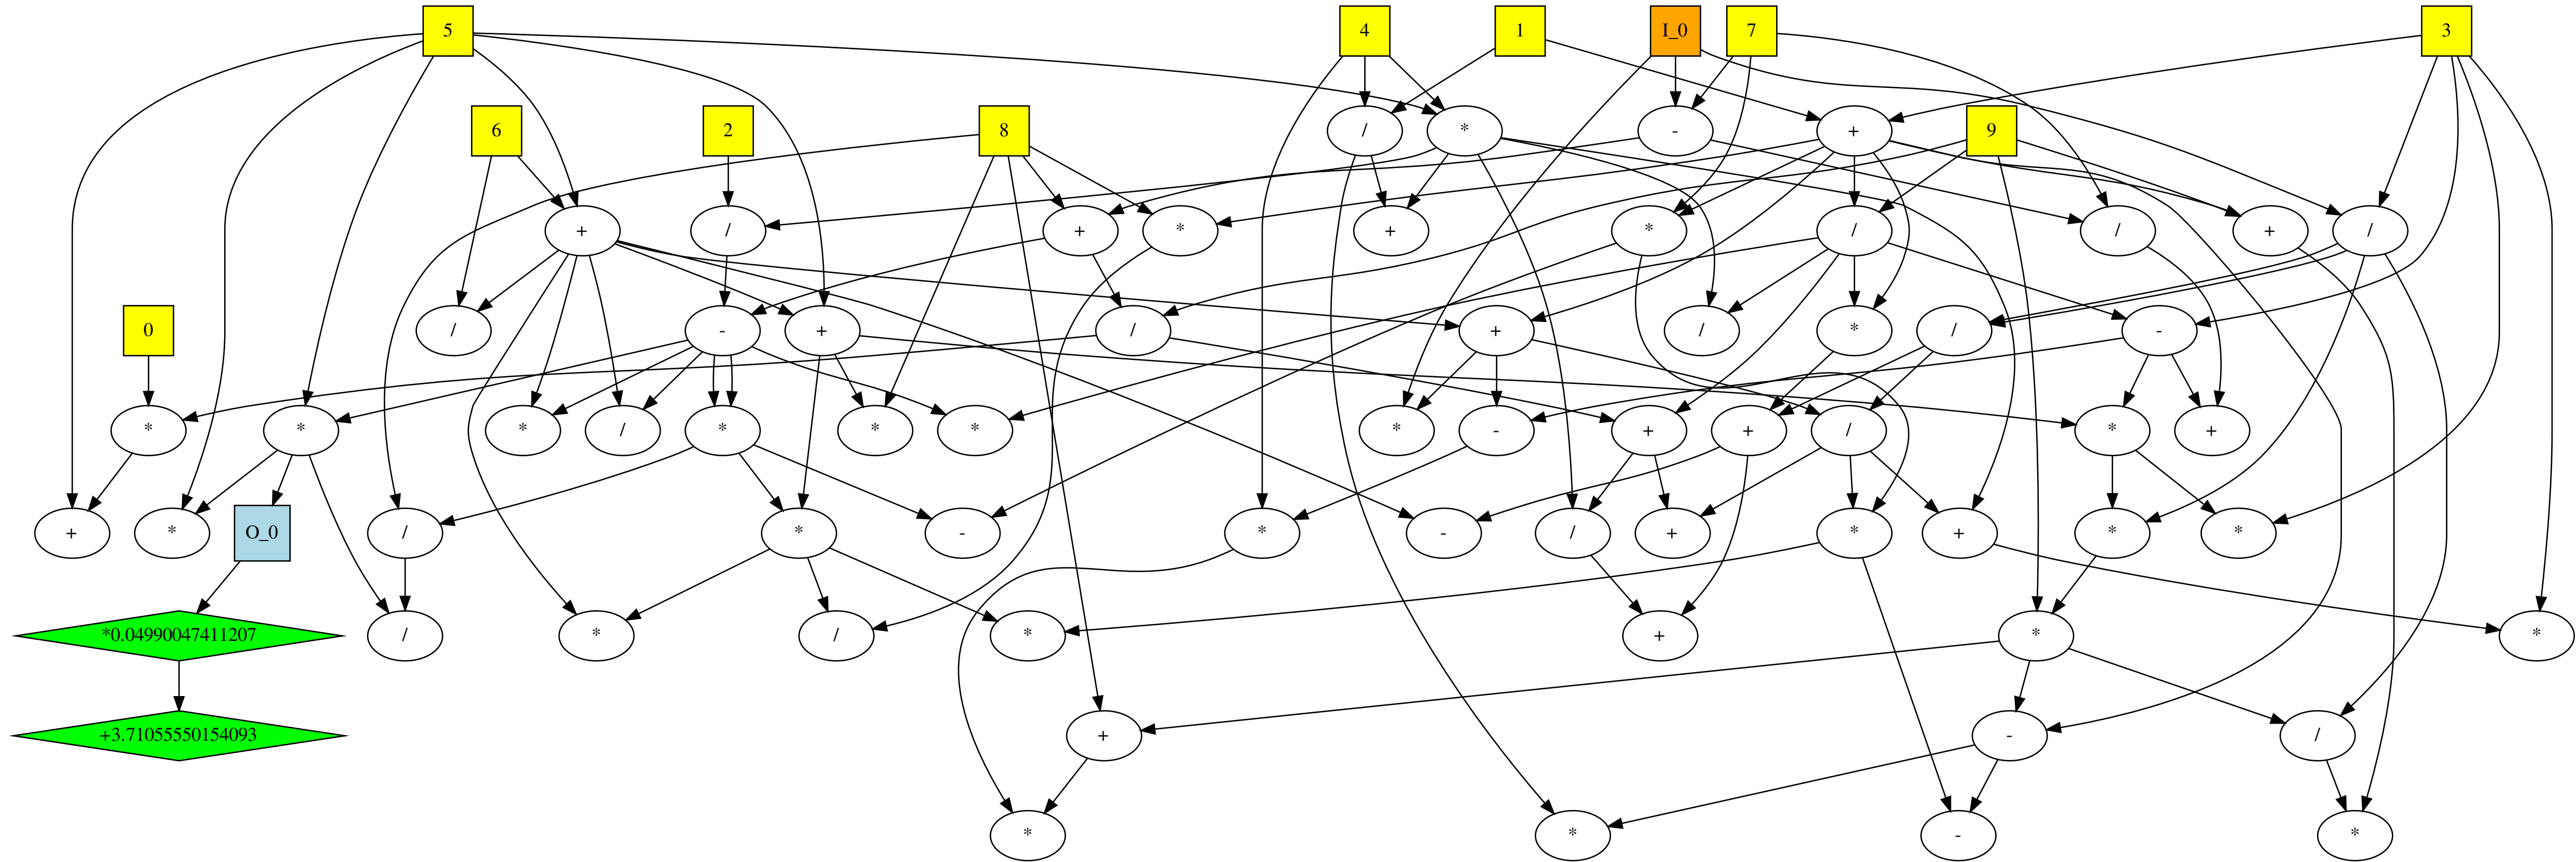 5 4 1 I_0 7 3
6 2 8 / * - + 9
+ / + * + * / / + /
0 / - + / + / * / -
* * * / * * * * - + + / * +
+ * O_0 / * - * - / + * + * *
*0.04990047411207 / * / * + * *
+3.71055550154093 + - /
* * - *